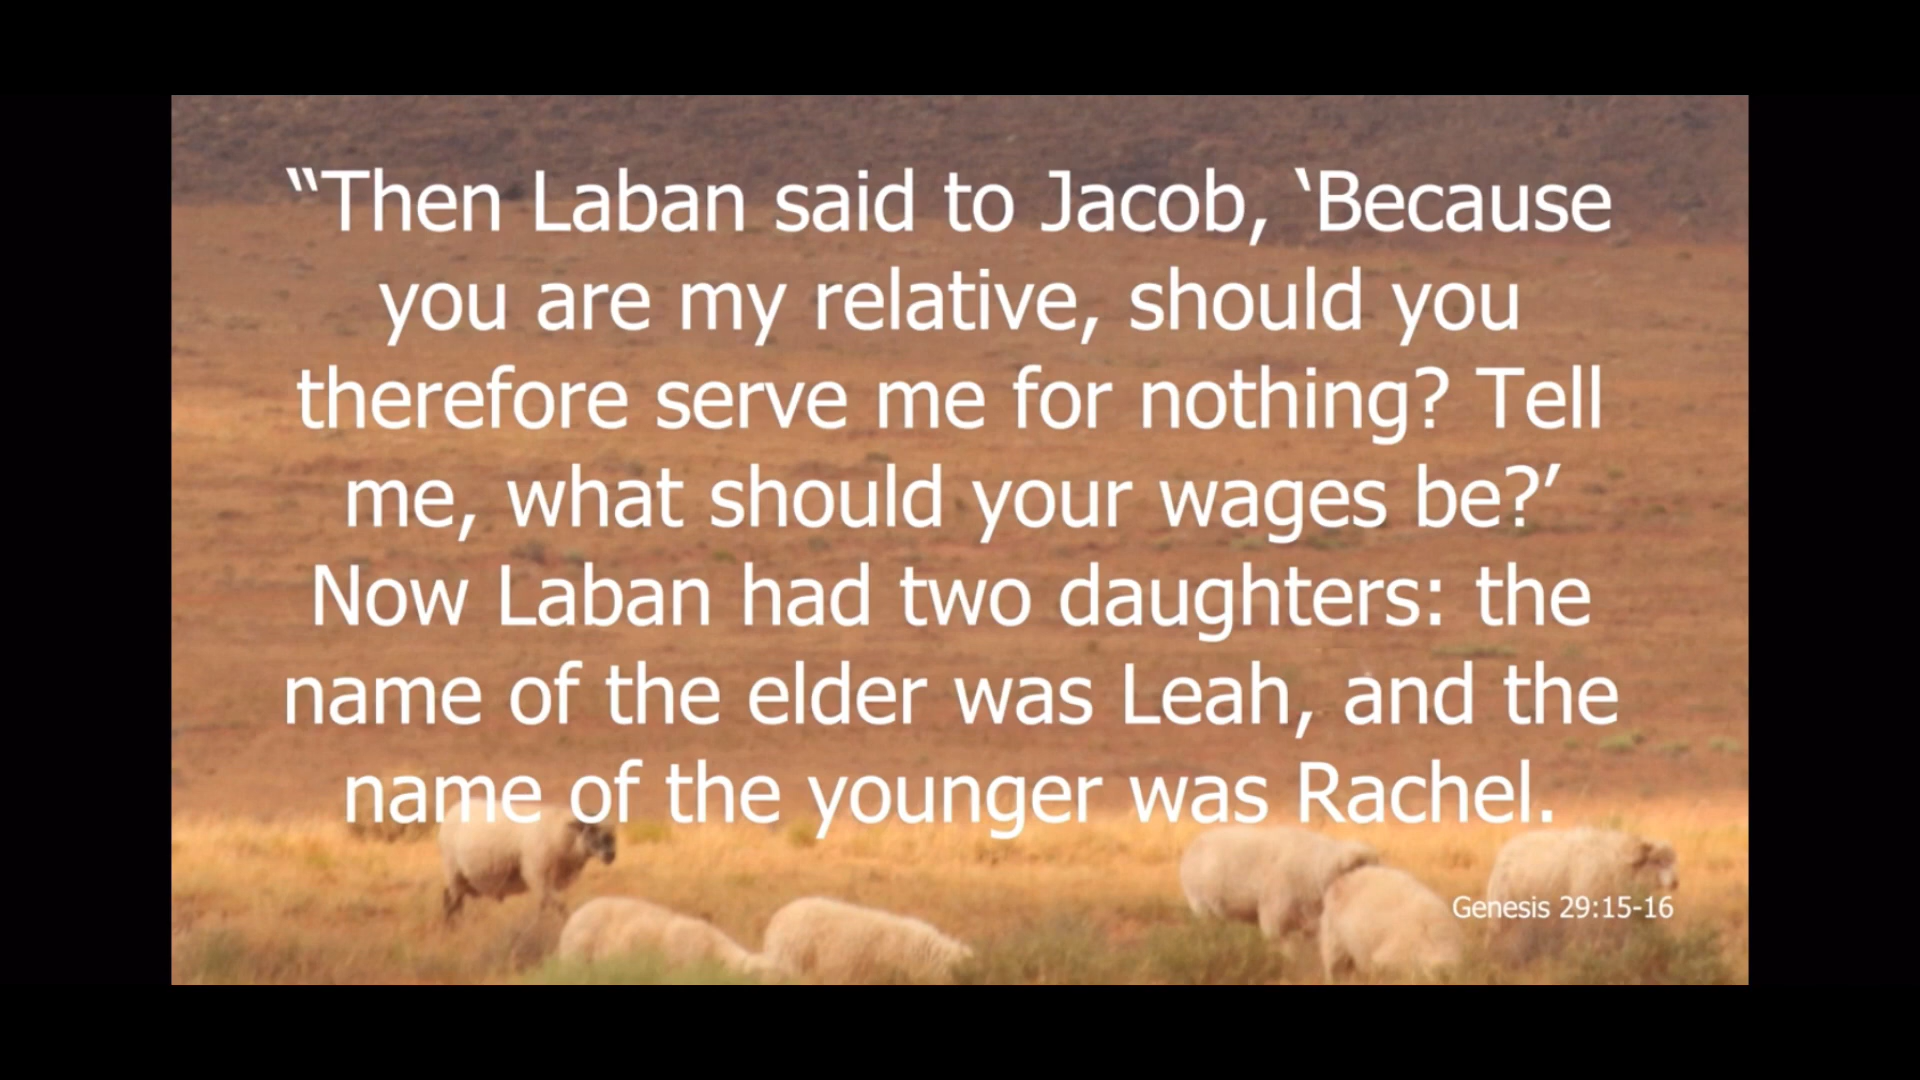 “Then Laban said to Jacob, ‘Because
you are my relative, should you
therefore serve me for nothing? Tell
me, what should your wages be?’
Now Laban had two daughters: the
name of the elder was Leah, and the
name of the younger was Rachel.
Genesis 29:15-16